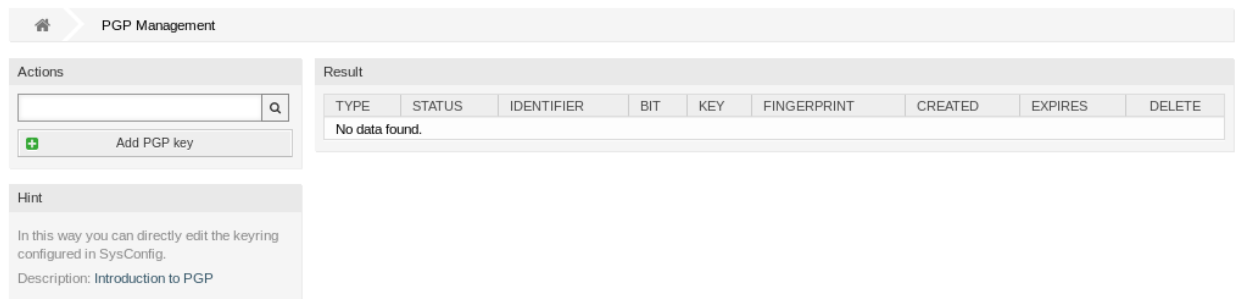 PGP Management
Actions
Add PGP key
Hint
In this way you can directly edit the keyring
configured in SysConfig.
Description: Introduction to PGP
Result
TYPE STATUS IDENTIFIER BIT KEY FINGERPRINT CREATED EXPIRES DELETE
No data found.